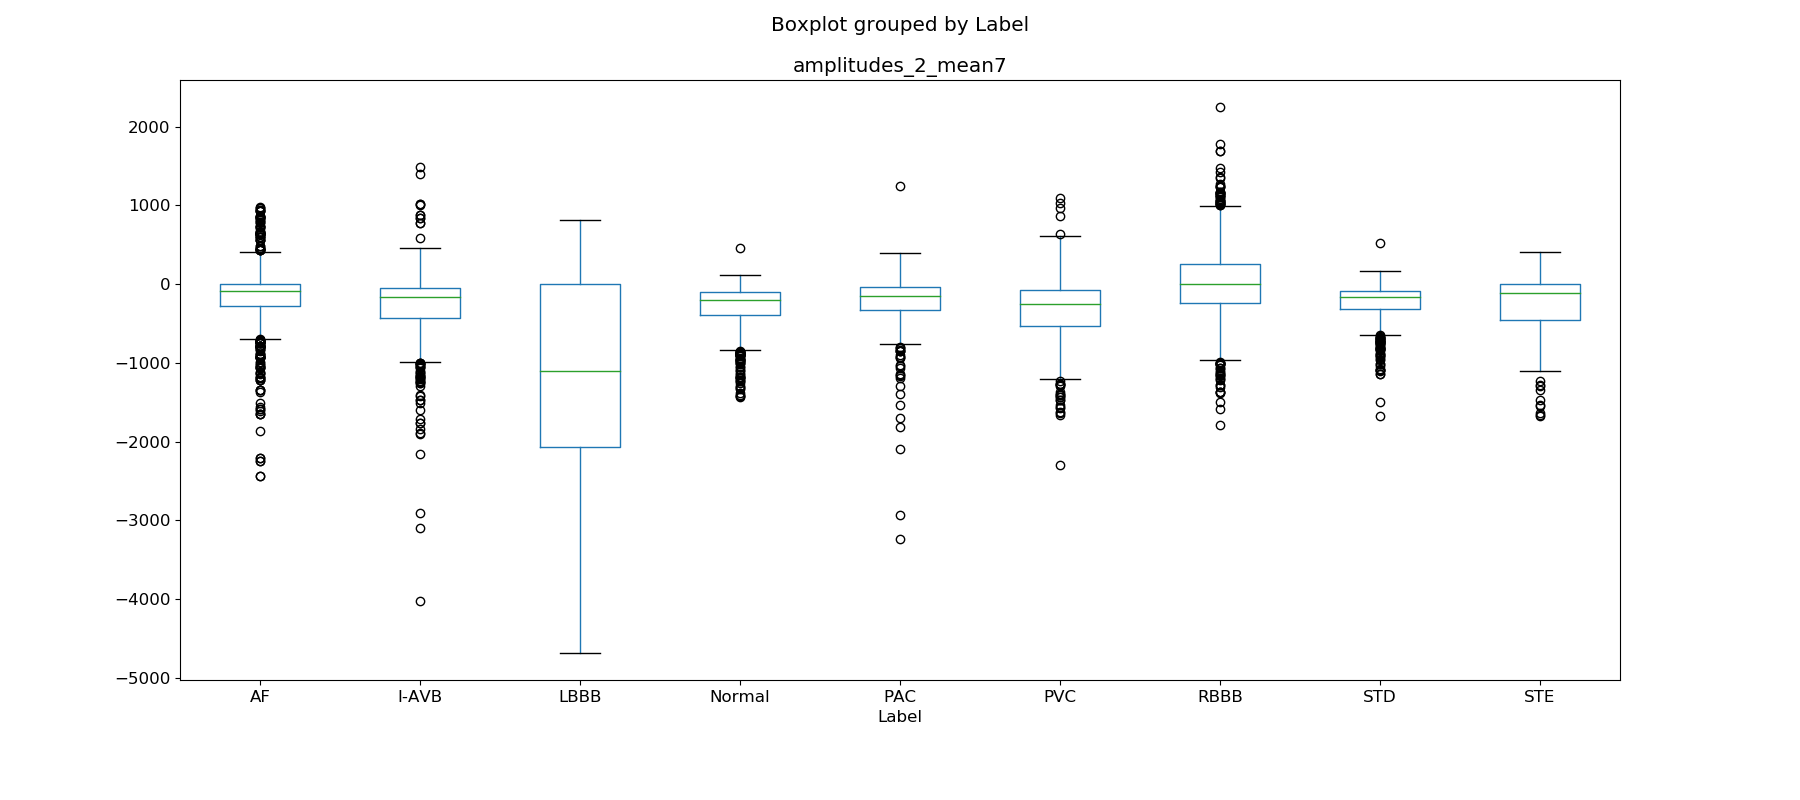 Boxplot grouped by Label
amplitudes_2_mean7
2000
1000
0
−1000
−2000
−3000
−4000
−5000
AF I-AVB LBBB Normal PAC PVC RBBB STD STE
Label